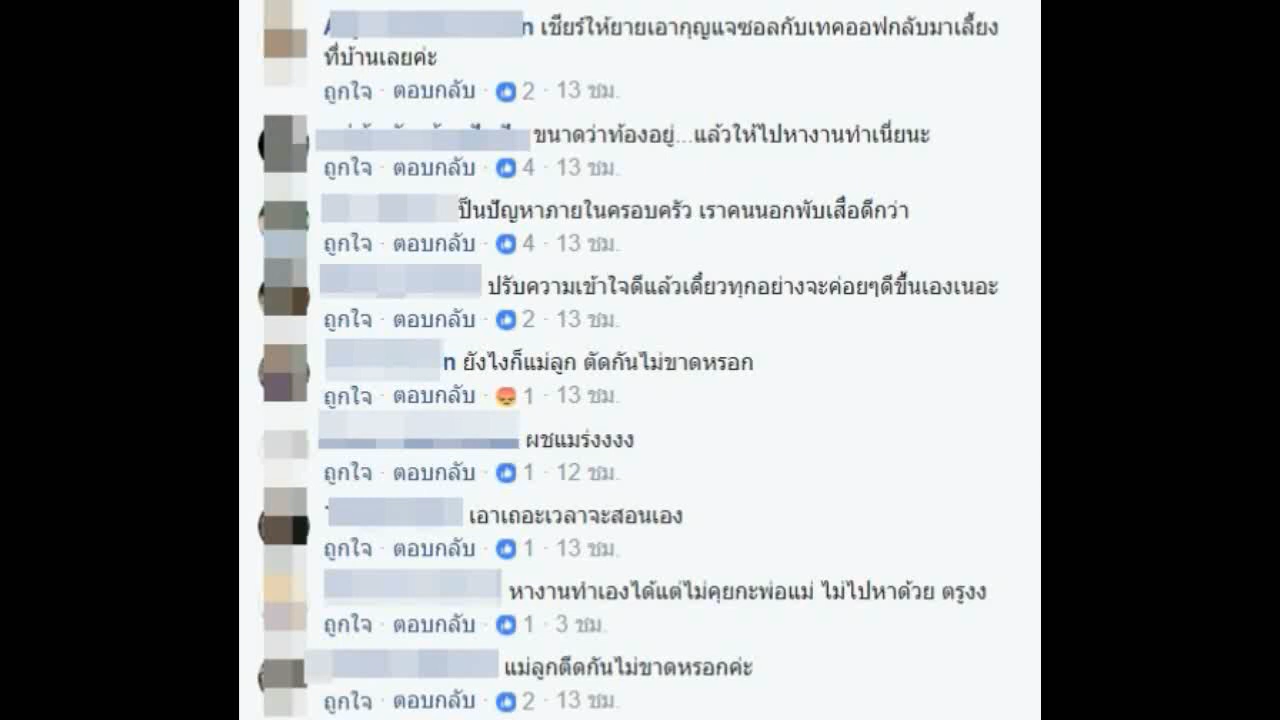 n เชียร์ให้ยายเอากุญแจซอลกับเทคออฟกลับมาเลี้ยง
ที่บ้านเลยค่ะ
ถูกใจ · ตอบกลับ · 2 · 13 ชม.
ขนาดว่าท้องอยู่...แล้วให้ไปหางานทำเนี่ยนะ
ถูกใจ · ตอบกลับ · 4 · 13 ชม.
ป็นปัญหาภายในครอบครัว เราคนนอกพับเสื่อดีกว่า
ถูกใจ · ตอบกลับ · 4 · 13 ชม.
ปรับความเข้าใจดีแล้วเดี๋ยวทุกอย่างจะค่อยๆดีขึ้นเองเนอะ
ถูกใจ · ตอบกลับ · 2 · 13 ชม.
n ยังไงก็แม่ลูก ตัดกันไม่ขาดหรอก
ถูกใจ · ตอบกลับ · 1 · 13 ชม.
ผชแมร่งงงง
ถูกใจ · ตอบกลับ · 1 · 12 ชม.
เอาเถอะเวลาจะสอนเอง
ถูกใจ · ตอบกลับ · 1 · 13 ชม.
หางานทำเองได้แต่ไม่คุยกะพ่อแม่ ไม่ไปหาด้วย ตรูงง
ถูกใจ · ตอบกลับ · 1 · 3 ชม.
แม่ลูกตืดกันไม่ขาดหรอกค่ะ
ถูกใจ · ตอบกลับ · 2 · 13 ชม.